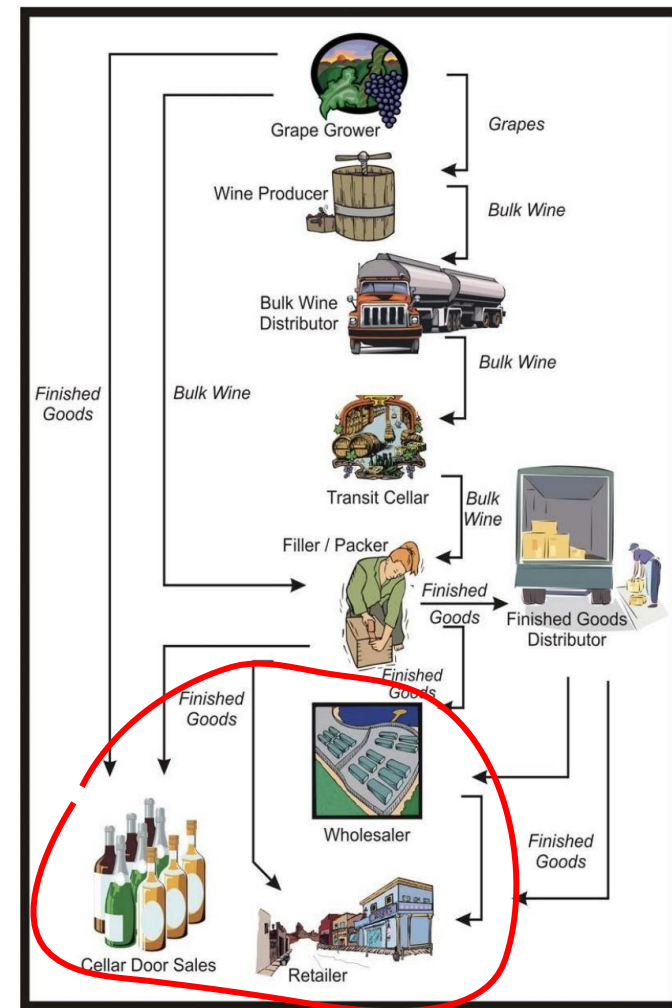 Grape Grower
Grapes
Wine Producer
Bulk Wine
Bulk Wine
Distributor
Bulk Wine
Finished
Goods
Bulk Wine
Transit Cellar
Bulk
Wine
Filler / Packer
Finished
Goods
Finished Goods
Distributor
Finished
Goods
Finished
Goods
Wholesaler
Finished
Goods
Cellar Door Sales
Retailer